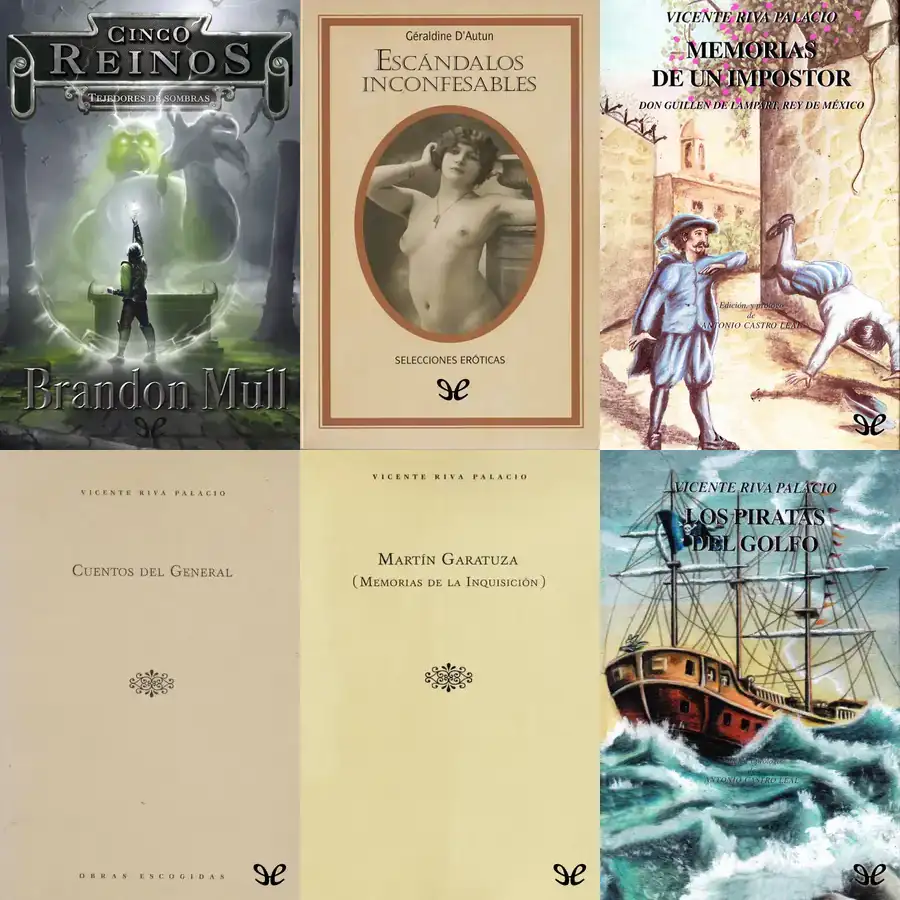 CINCO
REINOS
TEJEDORES DE SOMBRAS
Brandon Mull
Géraldine D'Autun
ESCÁNDALOS
INCONFESABLES
SELECCIONES ERÓTICAS
VICENTE RIVA PALACIO
MEMORIAS
DE UN IMPOSTOR
DON GUILLÉN DE LAMPART, REY DE MÉXICO
Edición y prólogo
de
ANTONIO CASTRO LEAL
VICENTE RIVA PALACIO
CUENTOS DEL GENERAL
OBRAS ESCOGIDAS
VICENTE RIVA PALACIO
MARTÍN GARATUZA
(MEMORIAS DE LA INQUISICIÓN)
VICENTE RIVA PALACIO
LOS PIRATAS
DEL GOLFO
ANTONIO CASTRO LEAL